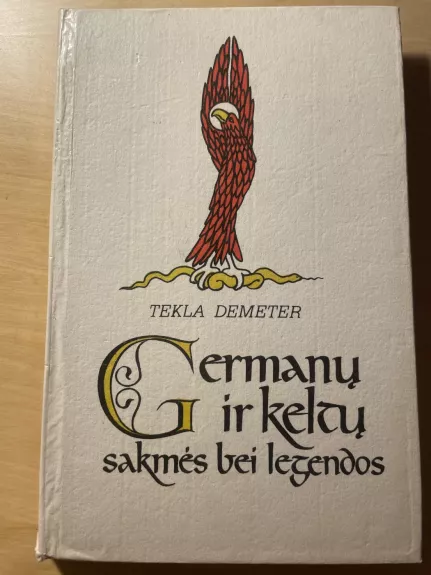 TEKLA DEMETER
Germanų
ir keltų
sakmės bei legendos